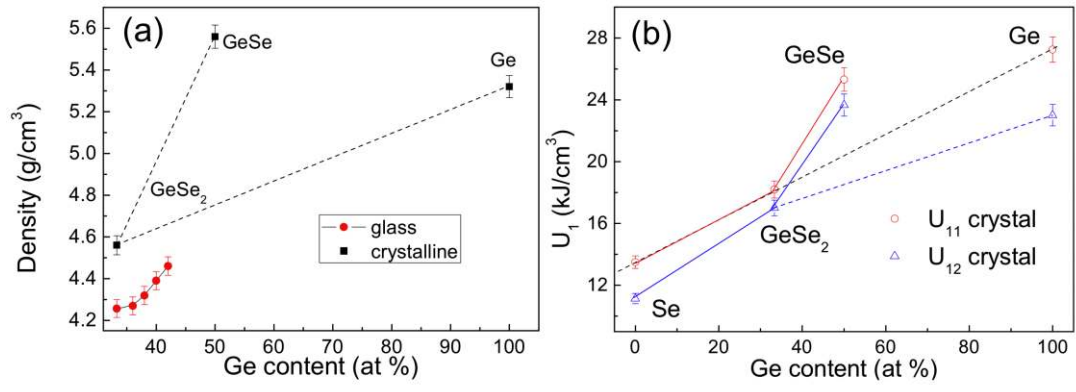 (a)
5.6
5.4
5.2
5.0
4.8
4.6
4.4
4.2
Density (g/cm³)
GeSe
Ge
GeSe₂
glass
crystalline
40 50 60 70 80 90 100
Ge content (at %)
(b)
28
24
20
16
12
U₁ (kJ/cm³)
Ge
GeSe
GeSe₂
Se
U₁₁ crystal
U₁₂ crystal
0 20 40 60 80 100
Ge content (at %)